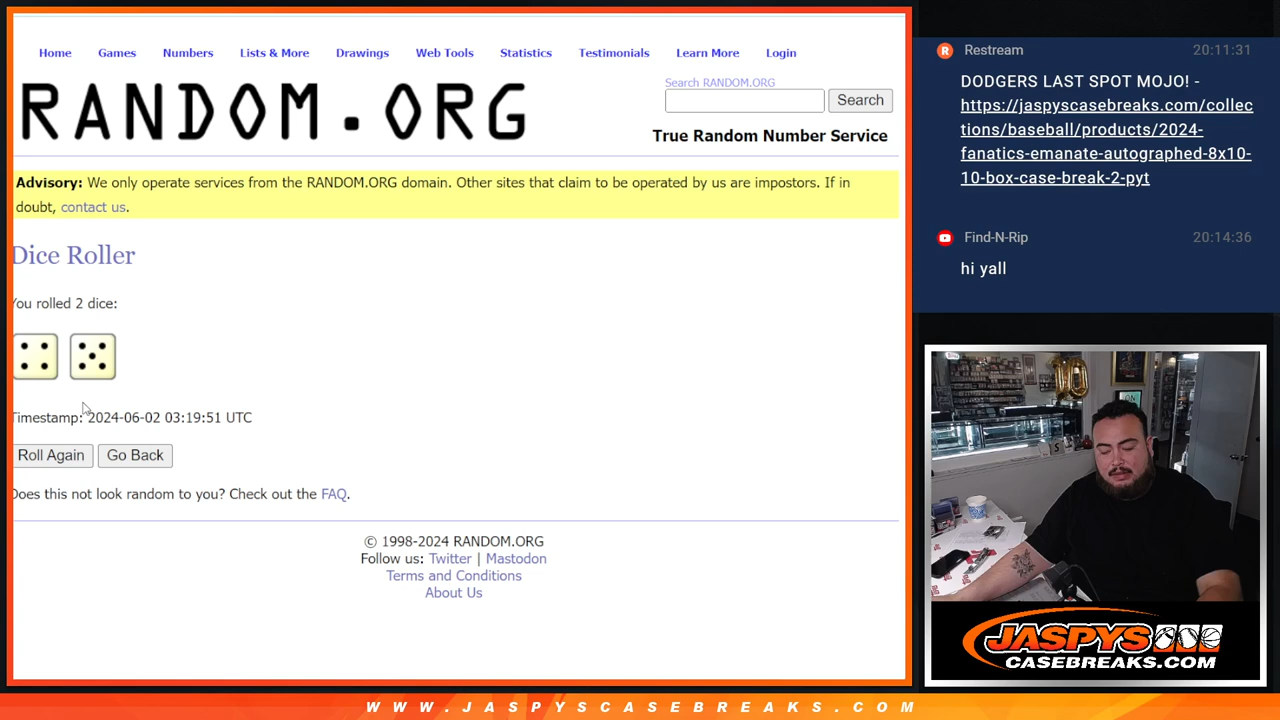 Home Games Numbers Lists & More Drawings Web Tools Statistics Testimonials Learn More Login
RANDOM.ORG
Search RANDOM.ORG
Search
True Random Number Service
Advisory: We only operate services from the RANDOM.ORG domain. Other sites that claim to be operated by us are impostors. If in
doubt, contact us.
Dice Roller
You rolled 2 dice:
Timestamp: 2024-06-02 03:19:51 UTC
Roll Again Go Back
Does this not look random to you? Check out the FAQ.
© 1998-2024 RANDOM.ORG
Follow us: Twitter | Mastodon
Terms and Conditions
About Us
Restream 20:11:31
DODGERS LAST SPOT MOJO! -
https://jaspyscasebreaks.com/collec
tions/baseball/products/2024-
fanatics-emanate-autographed-8x10-
10-box-case-break-2-pyt
Find-N-Rip 20:14:36
hi yall
10
JASPYS
CASEBREAKS.COM
WWW.JASPYSCASEBREAKS.COM